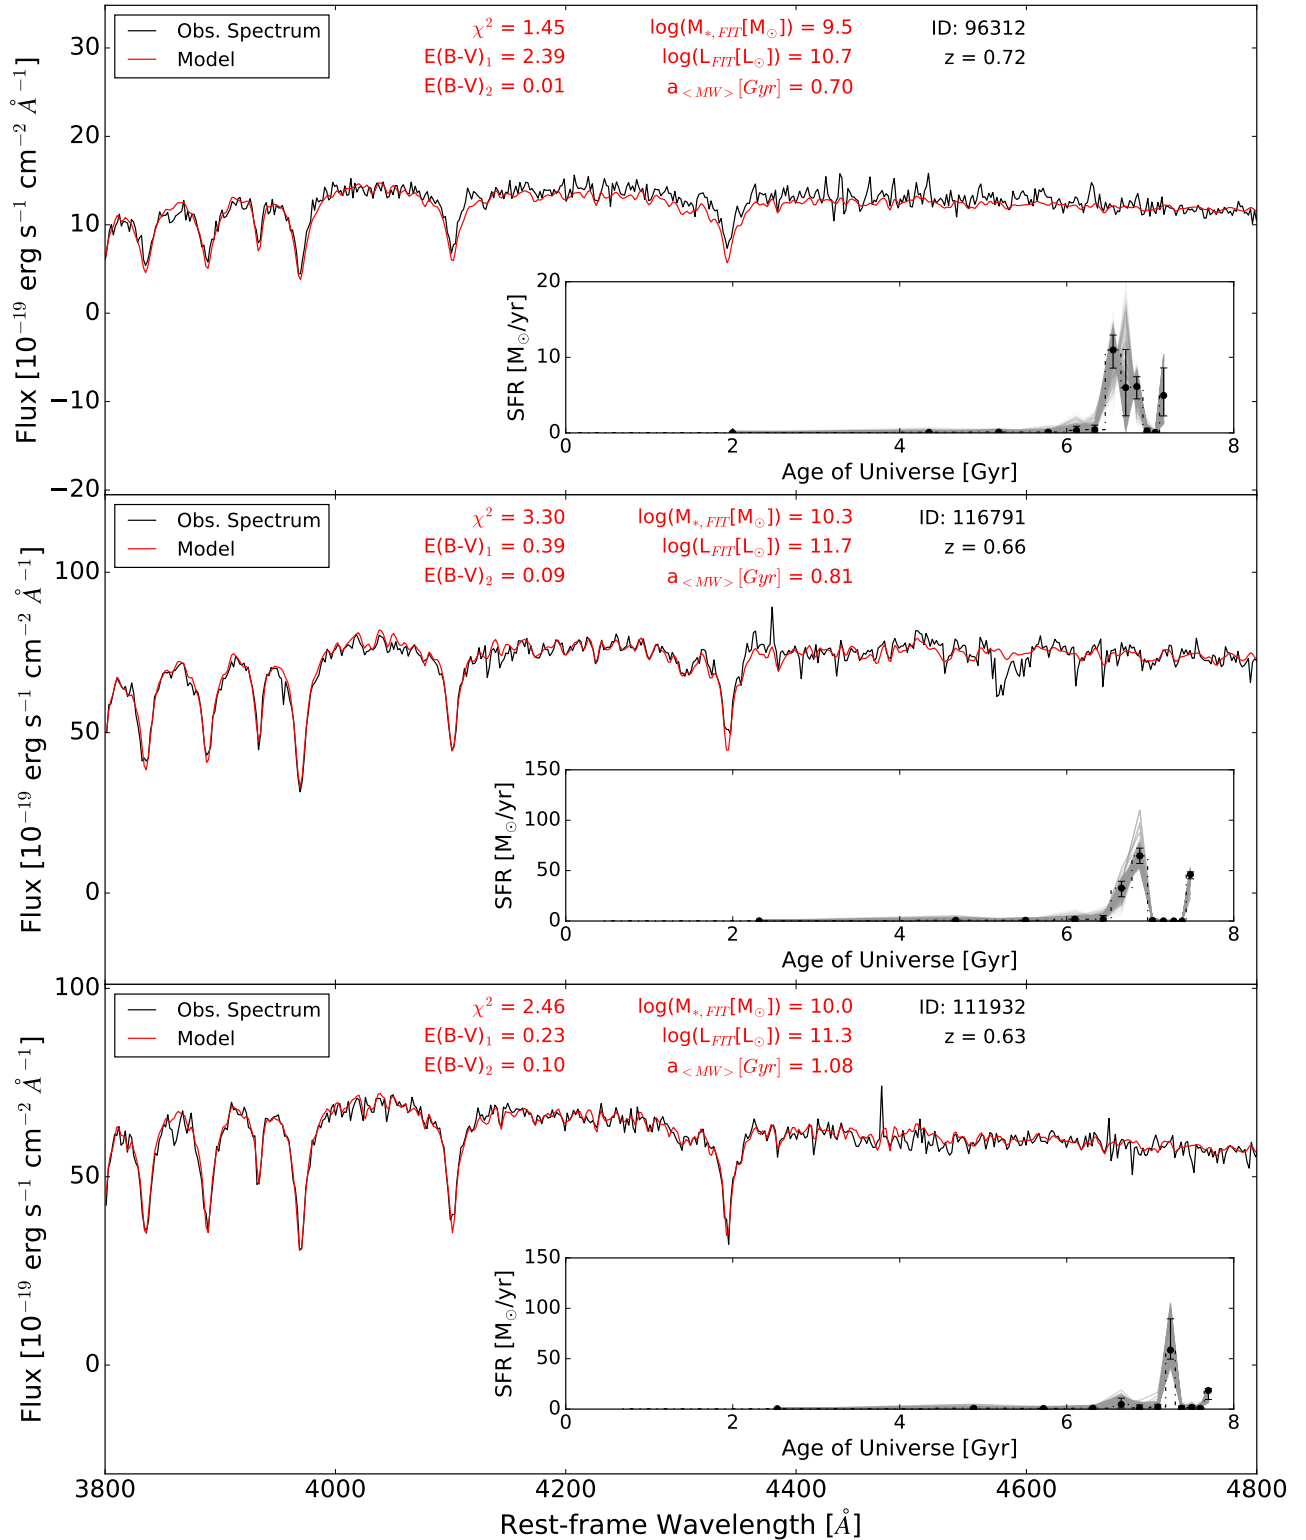 Obs. Spectrum
Model
χ² = 1.45
E(B-V)₁ = 2.39
E(B-V)₂ = 0.01
log(M∗,FIT[M⊙]) = 9.5
log(LFIT[L⊙]) = 10.7
a<MW>[Gyr] = 0.70
ID: 96312
z = 0.72
Flux [10⁻¹⁹ erg s⁻¹ cm⁻² Å⁻¹]
30
20
10
0
−10
−20
SFR [M⊙/yr]
20
10
0
0 2 4 6 8
Age of Universe [Gyr]
Obs. Spectrum
Model
χ² = 3.30
E(B-V)₁ = 0.39
E(B-V)₂ = 0.09
log(M∗,FIT[M⊙]) = 10.3
log(LFIT[L⊙]) = 11.7
a<MW>[Gyr] = 0.81
ID: 116791
z = 0.66
Flux [10⁻¹⁹ erg s⁻¹ cm⁻² Å⁻¹]
100
50
0
SFR [M⊙/yr]
150
100
50
0
0 2 4 6 8
Age of Universe [Gyr]
Obs. Spectrum
Model
χ² = 2.46
E(B-V)₁ = 0.23
E(B-V)₂ = 0.10
log(M∗,FIT[M⊙]) = 10.0
log(LFIT[L⊙]) = 11.3
a<MW>[Gyr] = 1.08
ID: 111932
z = 0.63
Flux [10⁻¹⁹ erg s⁻¹ cm⁻² Å⁻¹]
100
50
0
SFR [M⊙/yr]
150
100
50
0
0 2 4 6 8
Age of Universe [Gyr]
3800 4000 4200 4400 4600 4800
Rest-frame Wavelength [Å]